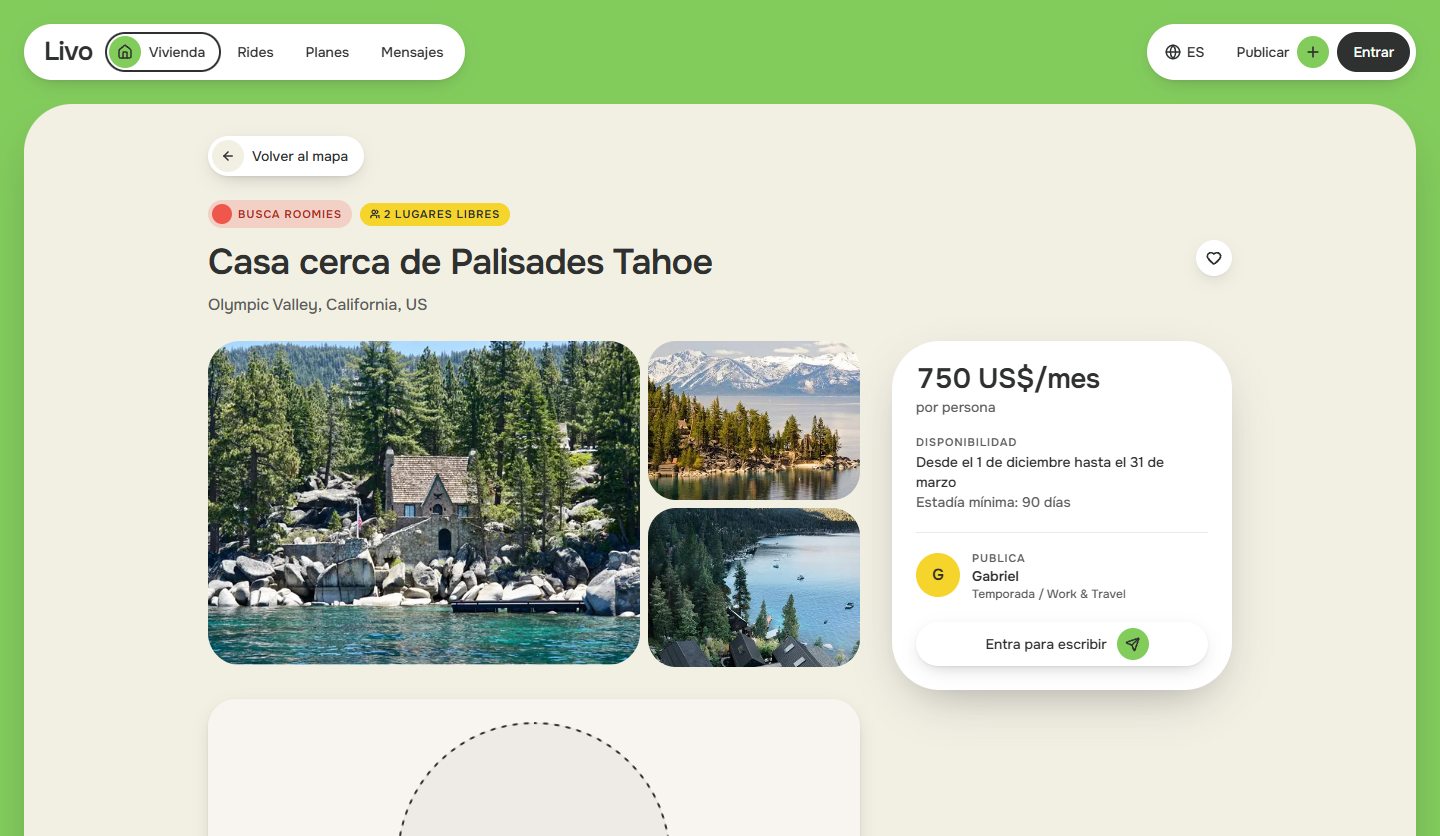 Livo
Vivienda
Rides
Planes
Mensajes
ES
Publicar
Entrar
Volver al mapa
BUSCA ROOMIES
2 LUGARES LIBRES
Casa cerca de Palisades Tahoe
Olympic Valley, California, US
750 US$/mes
por persona
DISPONIBILIDAD
Desde el 1 de diciembre hasta el 31 de
marzo
Estadía mínima: 90 días
G
PUBLICA
Gabriel
Temporada / Work & Travel
Entra para escribir